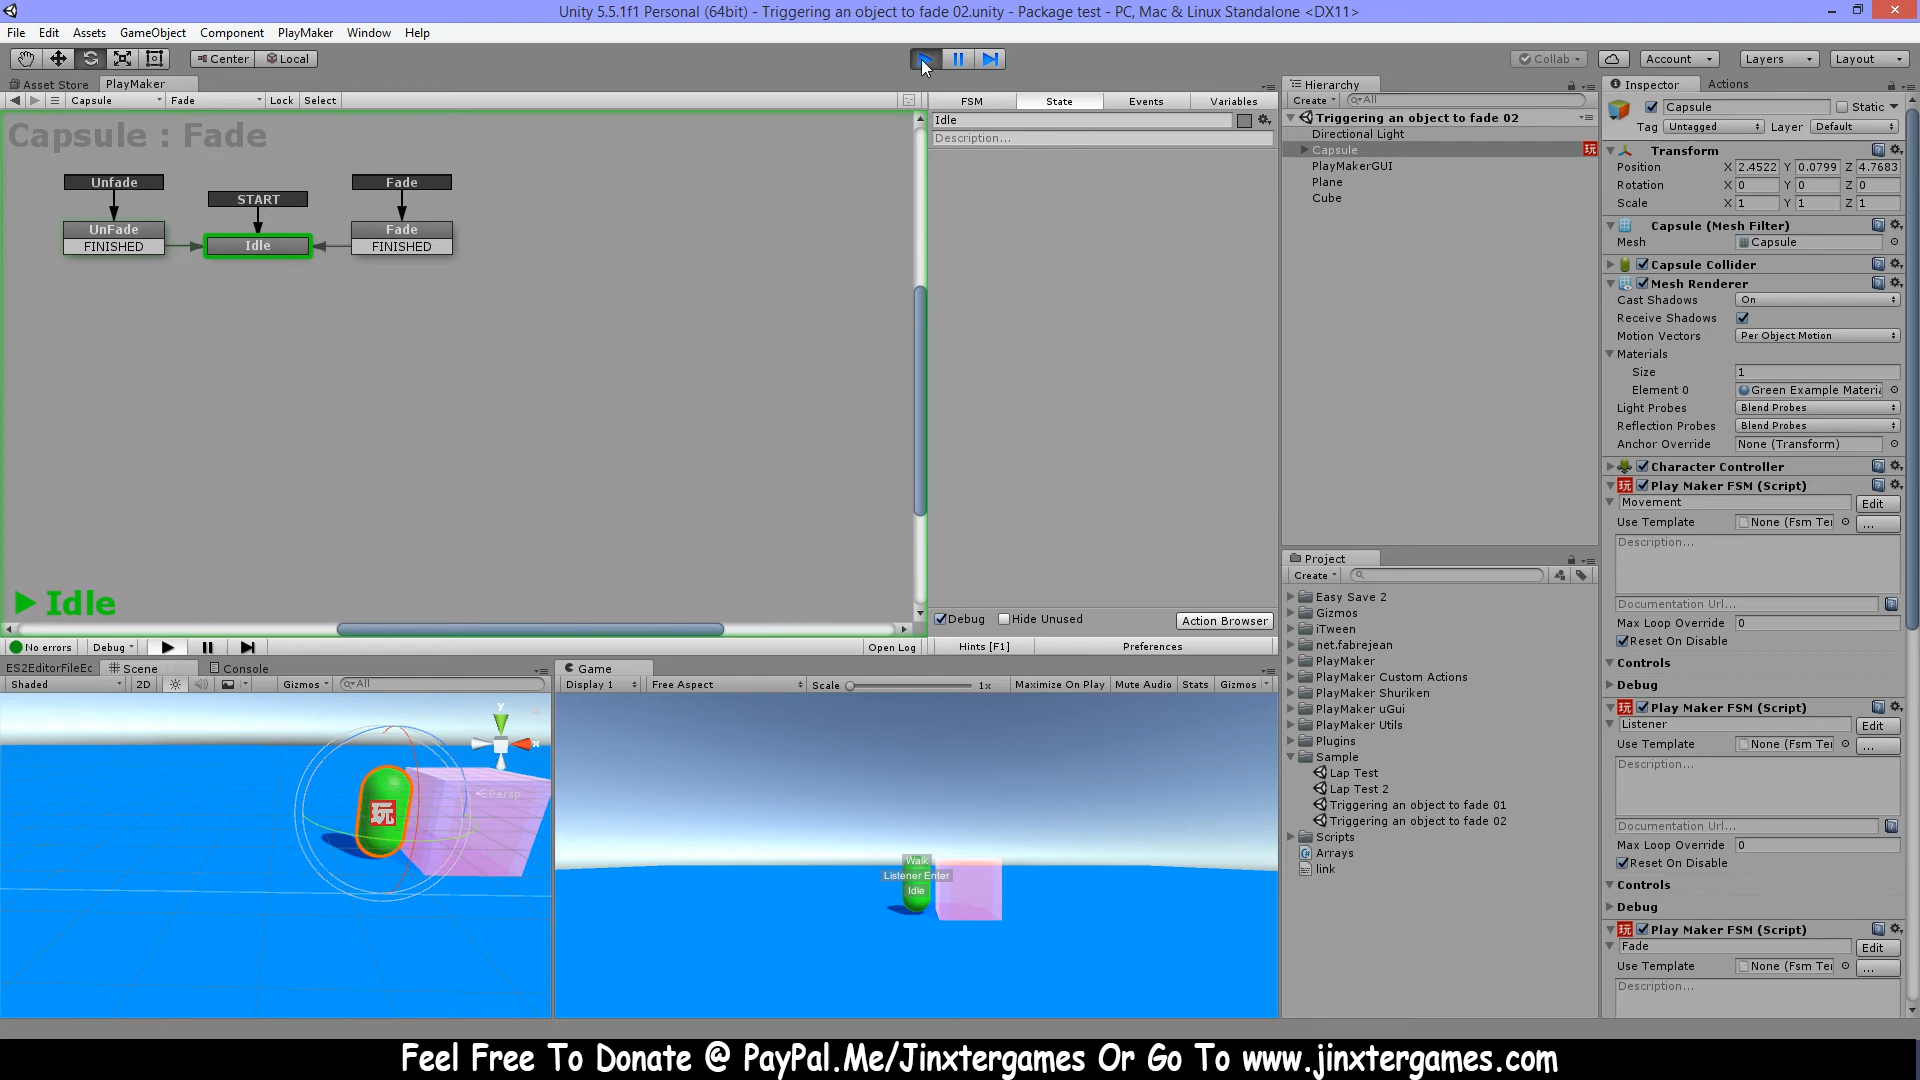 Unity 5.5.1f1 Personal (64bit) - Triggering an object to fade 02.unity - Package test - PC, Mac & Linux Standalone <DX11>
File Edit Assets GameObject Component PlayMaker Window Help
Center Local
Collab Account Layers Layout
Asset Store PlayMaker
Capsule Fade Lock Select
Capsule : Fade
Unfade
START
Fade
UnFade
FINISHED
Idle
Fade
FINISHED
Idle
No errors Debug Open Log
FSM State Events Variables
Idle
Description...
Debug Hide Unused Action Browser
Hints [F1] Preferences
ES2EditorFileEc Scene Console
Shaded 2D Gizmos All
y
x
Persp
玩
Game
Display 1 Free Aspect Scale 1x Maximize On Play Mute Audio Stats Gizmos
Walk
Listener Enter
Idle
Hierarchy
Create All
Triggering an object to fade 02
Directional Light
Capsule 玩
PlayMakerGUI
Plane
Cube
Project
Create
Easy Save 2
Gizmos
iTween
net.fabrejean
PlayMaker
PlayMaker Custom Actions
PlayMaker Shuriken
PlayMaker uGui
PlayMaker Utils
Plugins
Sample
Lap Test
Lap Test 2
Triggering an object to fade 01
Triggering an object to fade 02
Scripts
Arrays
link
Inspector Actions
Capsule Static
Tag Untagged Layer Default
Transform
Position X 2.4522 Y 0.0799 Z 4.7683
Rotation X 0 Y 0 Z 0
Scale X 1 Y 1 Z 1
Capsule (Mesh Filter)
Mesh Capsule
Capsule Collider
Mesh Renderer
Cast Shadows On
Receive Shadows
Motion Vectors Per Object Motion
Materials
Size 1
Element 0 Green Example Materia
Light Probes Blend Probes
Reflection Probes Blend Probes
Anchor Override None (Transform)
Character Controller
玩 Play Maker FSM (Script)
Movement Edit
Use Template None (Fsm Ter ...
Description...
Documentation Url...
Max Loop Override 0
Reset On Disable
Controls
Debug
玩 Play Maker FSM (Script)
Listener Edit
Use Template None (Fsm Ter ...
Description...
Documentation Url...
Max Loop Override 0
Reset On Disable
Controls
Debug
玩 Play Maker FSM (Script)
Fade Edit
Use Template None (Fsm Ter ...
Description...
Feel Free To Donate @ PayPal.Me/Jinxtergames Or Go To www.jinxtergames.com